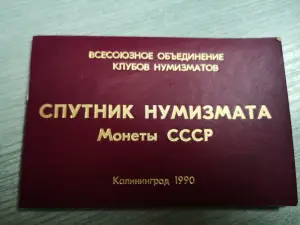 ВСЕСОЮЗНОЕ ОБЪЕДИНЕНИЕ
КЛУБОВ НУМИЗМАТОВ
СПУТНИК НУМИЗМАТА
Монеты СССР
Калининград 1990